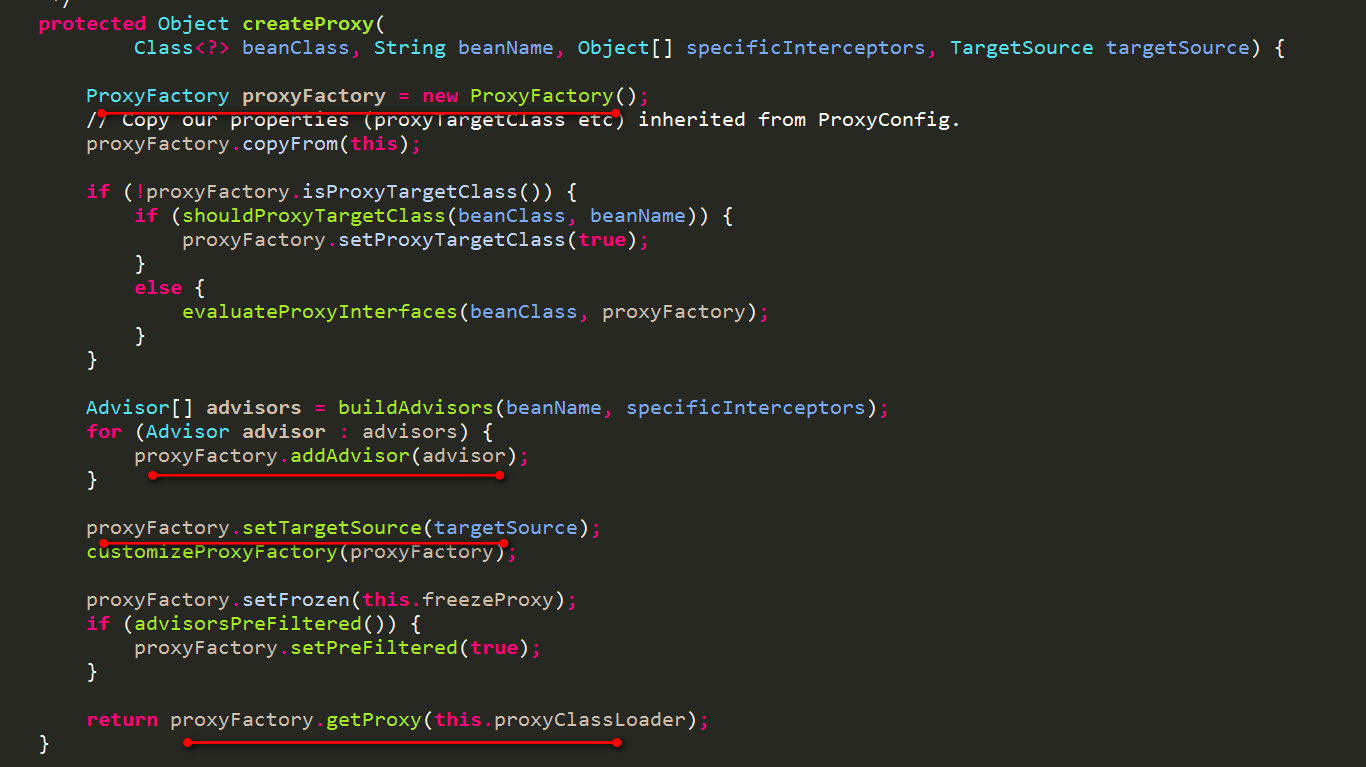 */
protected Object createProxy(
Class<?> beanClass, String beanName, Object[] specificInterceptors, TargetSource targetSource) {
ProxyFactory proxyFactory = new ProxyFactory();
// Copy our properties (proxyTargetClass etc) inherited from ProxyConfig.
proxyFactory.copyFrom(this);
if (!proxyFactory.isProxyTargetClass()) {
if (shouldProxyTargetClass(beanClass, beanName)) {
proxyFactory.setProxyTargetClass(true);
}
else {
evaluateProxyInterfaces(beanClass, proxyFactory);
}
}
Advisor[] advisors = buildAdvisors(beanName, specificInterceptors);
for (Advisor advisor : advisors) {
proxyFactory.addAdvisor(advisor);
}
proxyFactory.setTargetSource(targetSource);
customizeProxyFactory(proxyFactory);
proxyFactory.setFrozen(this.freezeProxy);
if (advisorsPreFiltered()) {
proxyFactory.setPreFiltered(true);
}
return proxyFactory.getProxy(this.proxyClassLoader);
}